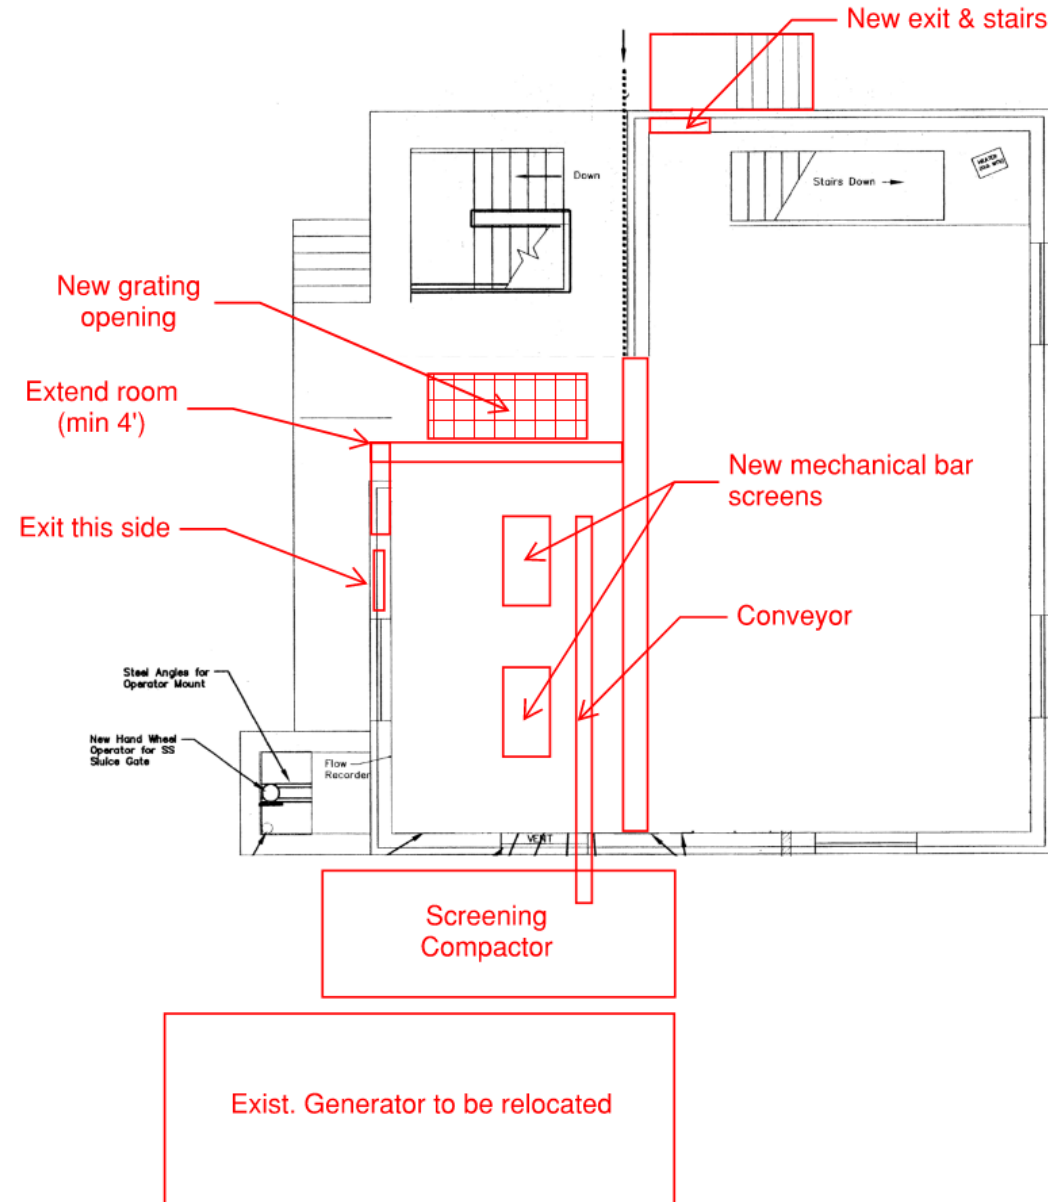 New exit & stairs
Down
Stairs Down
HEATER
New grating
opening
Extend room
(min 4')
New mechanical bar
screens
Exit this side
Conveyor
Steel Angles for
Operator Mount
New Hand Wheel
Operator for SS
Sluice Gate
Flow
Recorder
VENT
Screening
Compactor
Exist. Generator to be relocated